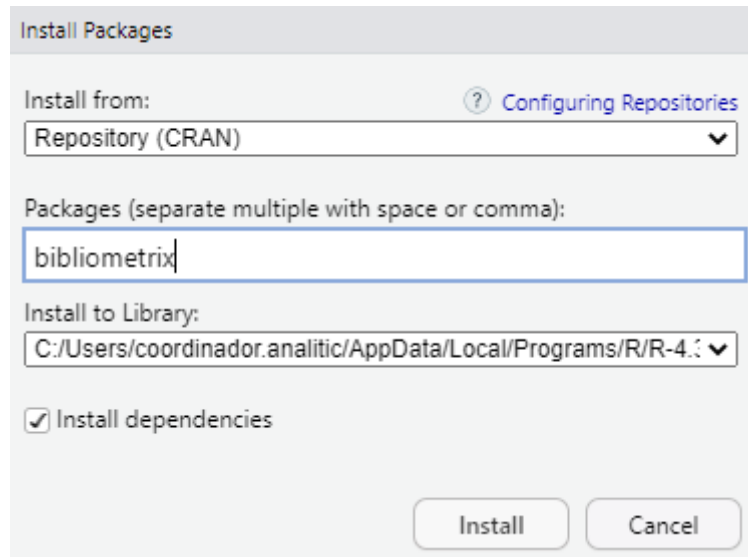 Install Packages
Install from:
? Configuring Repositories
Repository (CRAN)
Packages (separate multiple with space or comma):
bibliometrix
Install to Library:
C:/Users/coordinador.analitic/AppData/Local/Programs/R/R-4.3
Install dependencies
Install Cancel